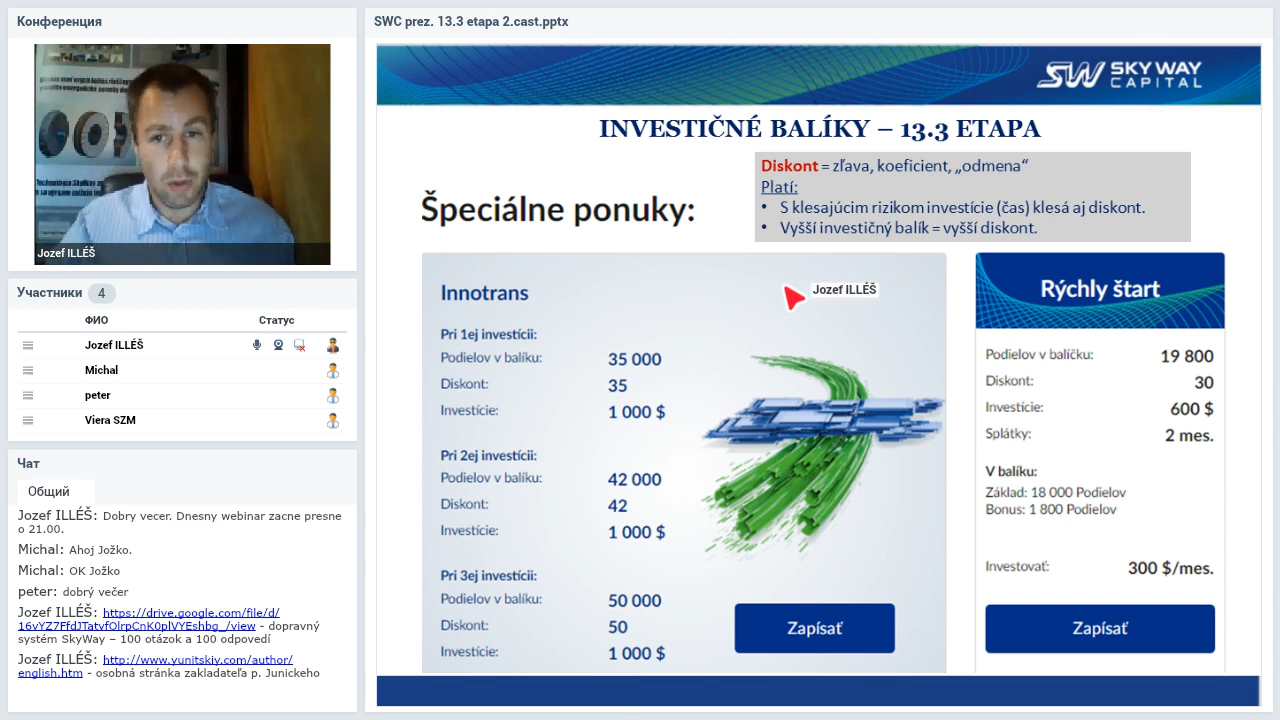 Конференция
Jozef ILLÉŠ
Участники 4
ФИО Статус
Jozef ILLÉŠ
Michal
peter
Viera SZM
Чат
Общий
Jozef ILLÉŠ: Dobry vecer. Dnesny webinar zacne presne
o 21.00.
Michal: Ahoj Jožko.
Michal: OK Jožko
peter: dobrý večer
Jozef ILLÉŠ: https://drive.google.com/file/d/
16vYZ7FfdJTatvfOlrpCnK0plVYEshbg_/view - dopravný
systém SkyWay – 100 otázok a 100 odpovedí
Jozef ILLÉŠ: http://www.yunitskiy.com/author/
english.htm - osobná stránka zakladateľa p. Junickeho
SWC prez. 13.3 etapa 2.cast.pptx
SW SKY WAY
CAPITAL
INVESTIČNÉ BALÍKY – 13.3 ETAPA
Diskont = zľava, koeficient, „odmena“
Platí:
• S klesajúcim rizikom investície (čas) klesá aj diskont.
• Vyšší investičný balík = vyšší diskont.
Špeciálne ponuky:
Innotrans
Jozef ILLÉŠ
Pri 1ej investícii:
Podielov v balíku: 35 000
Diskont: 35
Investície: 1 000 $
Pri 2ej investícii:
Podielov v balíku: 42 000
Diskont: 42
Investície: 1 000 $
Pri 3ej investícii:
Podielov v balíku: 50 000
Diskont: 50
Investície: 1 000 $
Zapísať
Rýchly štart
Podielov v balíčku: 19 800
Diskont: 30
Investície: 600 $
Splátky: 2 mes.
V balíku:
Základ: 18 000 Podielov
Bonus: 1 800 Podielov
Investovať: 300 $/mes.
Zapísať